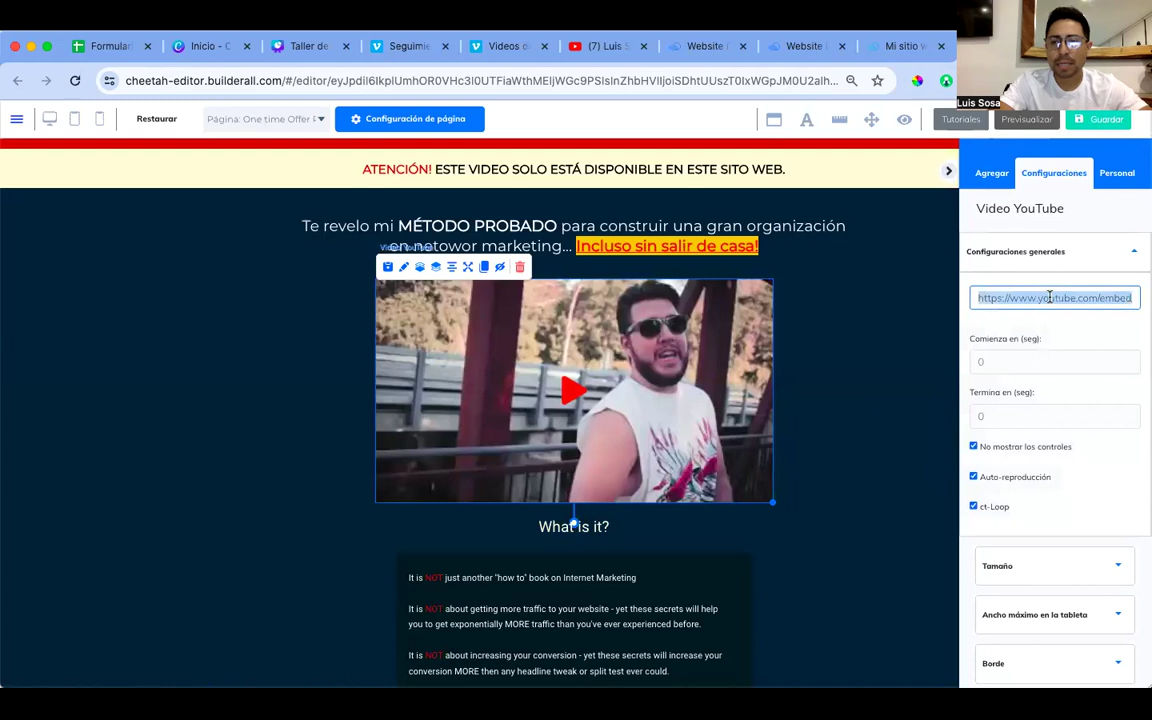 Formular
Inicio - C
Taller de
Seguimie
Videos d
(7) Luis S
Website
Website
Mi sitio w
cheetah-editor.builderall.com/#/editor/
Luis Sosa
Restaurar
Página: One time Offer
Configuración de página
Tutoriales
Previsualizar
Guardar
ATENCIÓN! ESTE VIDEO SOLO ESTÁ DISPONIBLE EN ESTE SITIO WEB.
Agregar
Configuraciones
Personal
Video YouTube
Te revelo mi MÉTODO PROBADO para construir una gran organización
en netowor marketing... Incluso sin salir de casa!
Configuraciones generales
https://www.youtube.com/embed
Comienza en (seg):
0
Termina en (seg):
0
No mostrar los controles
Auto-reproducción
ct-Loop
What is it?
Tamaño
It is NOT just another "how to" book on Internet Marketing
It is NOT about getting more traffic to your website - yet these secrets will help
you to get exponentially MORE traffic than you've ever experienced before.
Ancho máximo en la tableta
It is NOT about increasing your conversion - yet these secrets will increase your
conversion MORE then any headline tweak or split test ever could.
Borde